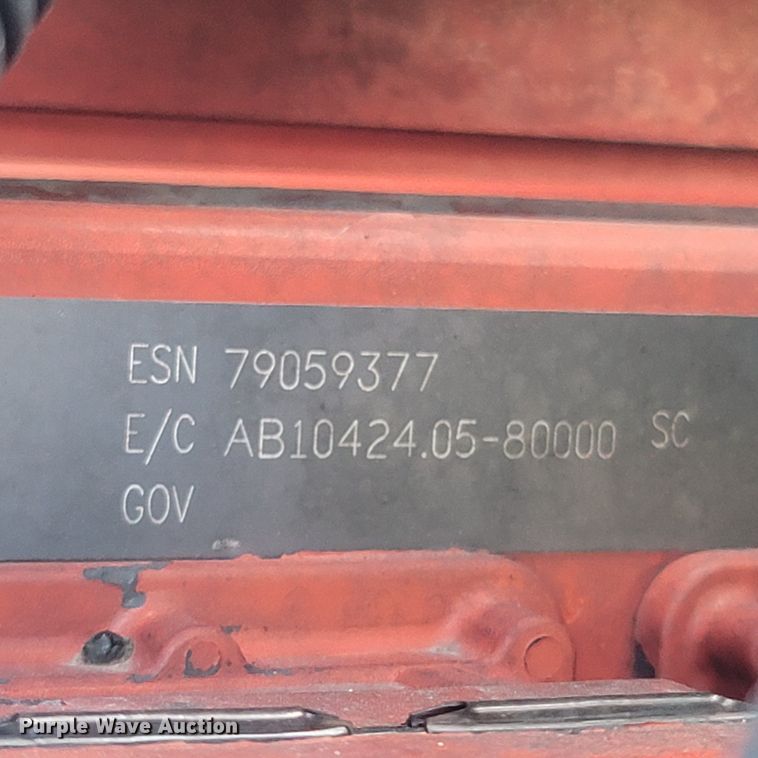 ESN 79059377
E/C AB10424.05-80000 SC
GOV
Purple Wave Auction